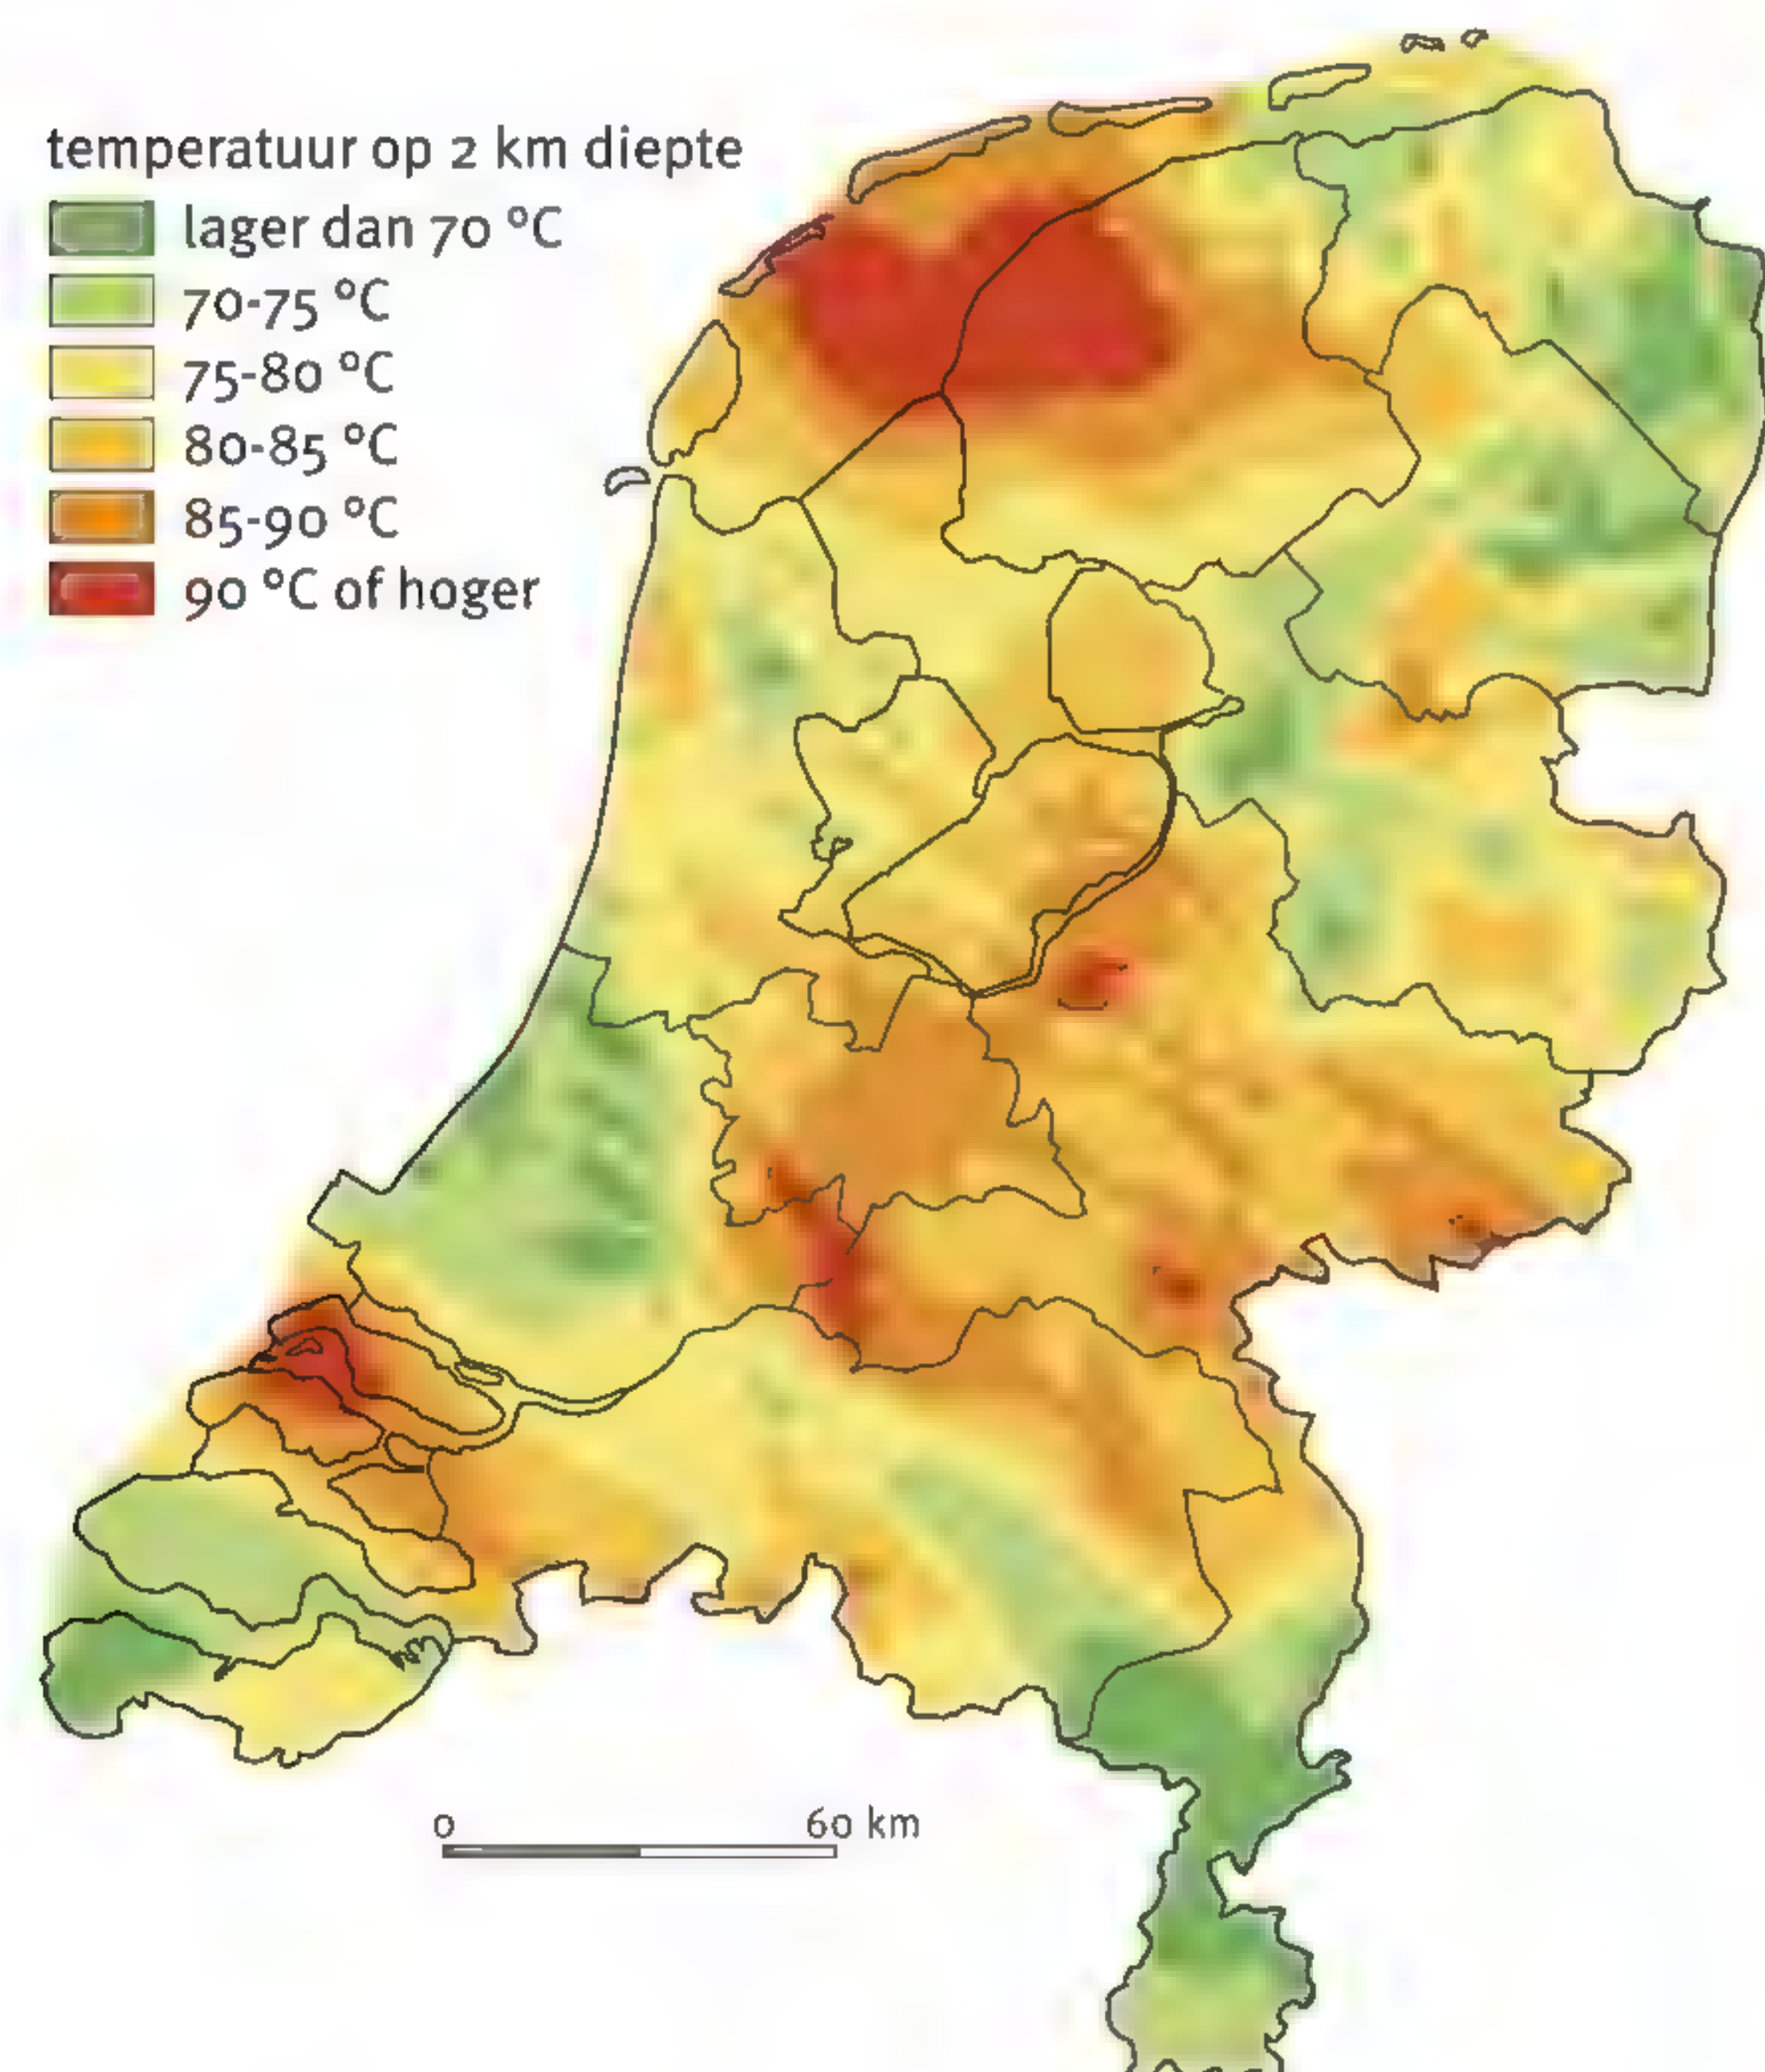 temperatuur op 2 km diepte
lager dan 70 °C
70-75 °C
75-80 °C
80-85 °C
85-90 °C
90 °C of hoger
0 60 km